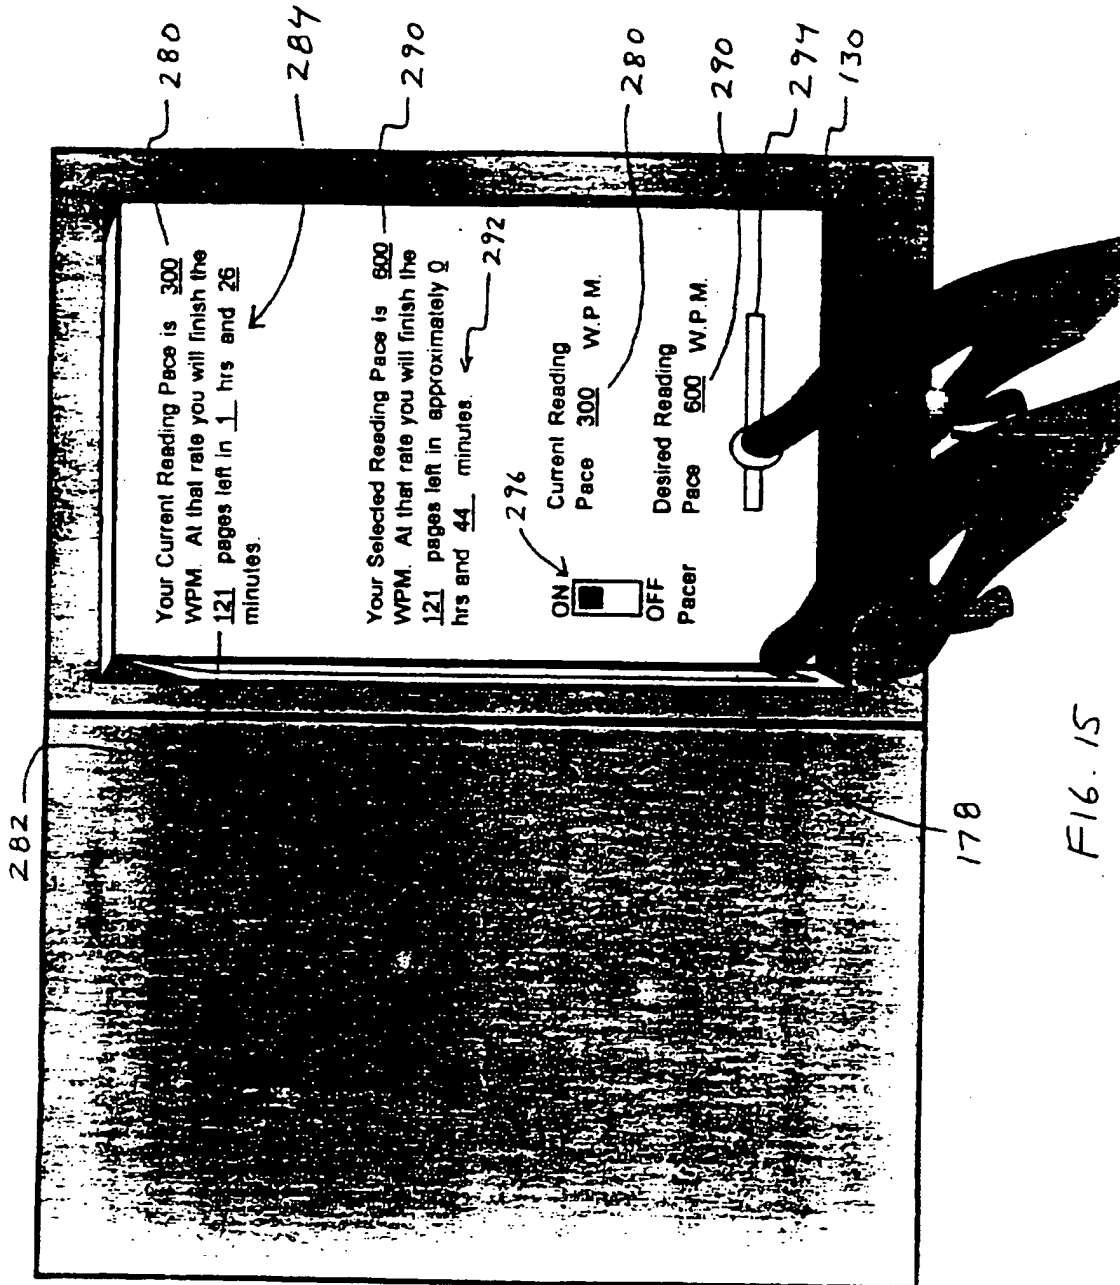 280
284
290
280
290
294
130
Your Current Reading Pace is 300
WPM. At that rate you will finish the
121 pages left in 1 hrs and 26
minutes.
Your Selected Reading Pace is 600
WPM. At that rate you will finish the
121 pages left in approximately 0
hrs and 44 minutes.
292
296
ON
OFF
Pacer
Current Reading
Pace 300 W.P.M.
Desired Reading
Pace 600 W.P.M.
282
178
FIG. 15